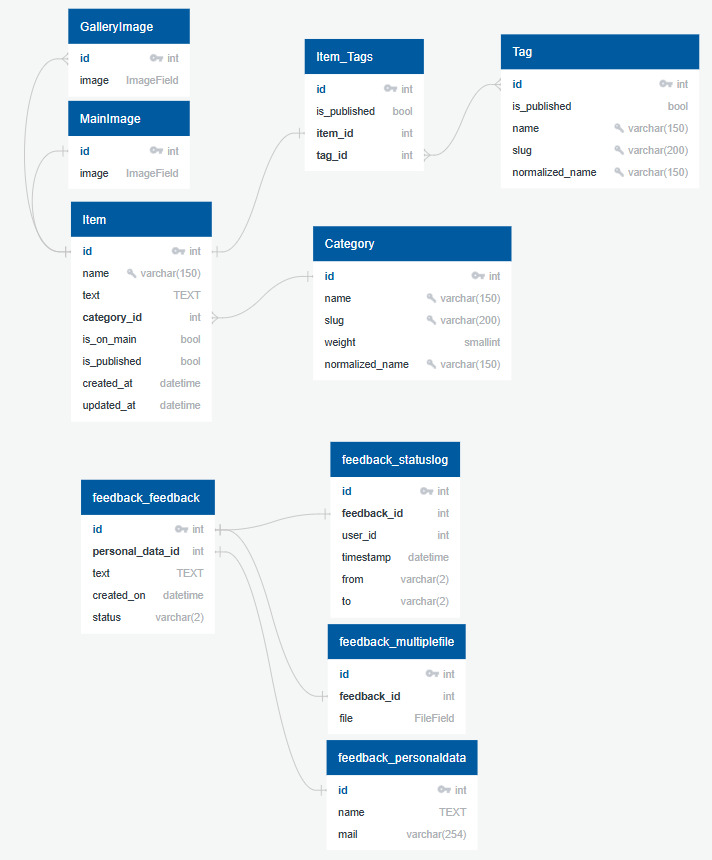 GalleryImage
id int
image ImageField
MainImage
id int
image ImageField
Item
id int
name varchar(150)
text TEXT
category_id int
is_on_main bool
is_published bool
created_at datetime
updated_at datetime
Item_Tags
id int
is_published bool
item_id int
tag_id int
Tag
id int
is_published bool
name varchar(150)
slug varchar(200)
normalized_name varchar(150)
Category
id int
name varchar(150)
slug varchar(200)
weight smallint
normalized_name varchar(150)
feedback_feedback
id int
personal_data_id int
text TEXT
created_on datetime
status varchar(2)
feedback_statuslog
id int
feedback_id int
user_id int
timestamp datetime
from varchar(2)
to varchar(2)
feedback_multiplefile
id int
feedback_id int
file FileField
feedback_personaldata
id int
name TEXT
mail varchar(254)